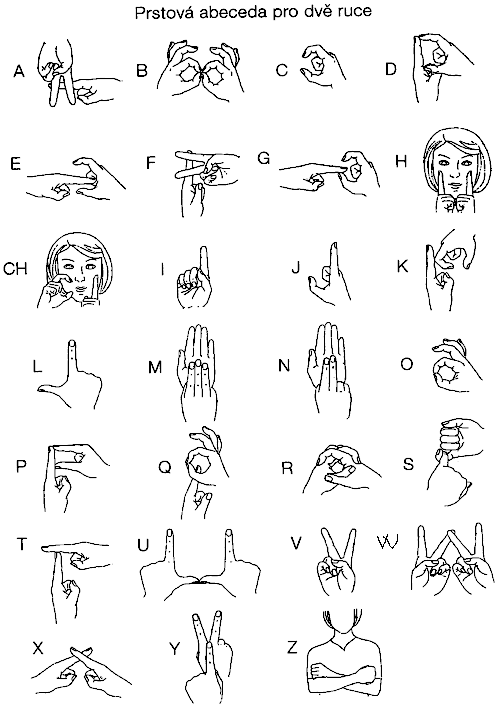 Prstová abeceda pro dvě ruce
A B C D
E F G H
CH I J K
L M N O
P Q R S
T U V W
X Y Z